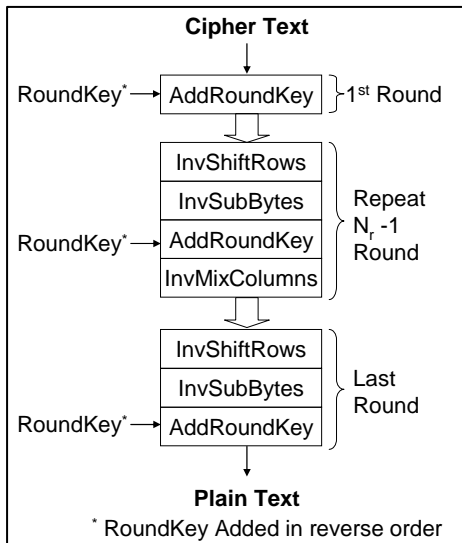 Cipher Text
RoundKey*
AddRoundKey
1st Round
InvShiftRows
InvSubBytes
RoundKey*
AddRoundKey
InvMixColumns
Repeat
Nr -1
Round
InvShiftRows
InvSubBytes
RoundKey*
AddRoundKey
Last
Round
Plain Text
* RoundKey Added in reverse order